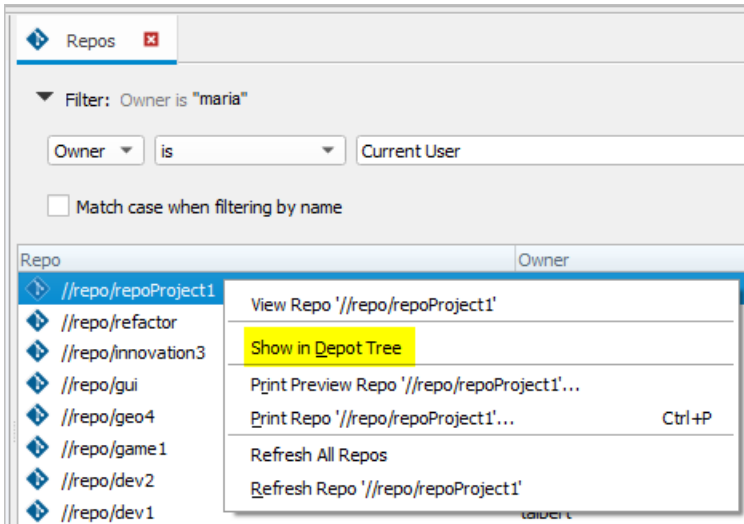 Repos
Filter: Owner is "maria"
Owner is Current User
Match case when filtering by name
Repo Owner
//repo/repoProject1
//repo/refactor
//repo/innovation3
//repo/gui
//repo/geo4
//repo/game1
//repo/dev2
//repo/dev1
View Repo '//repo/repoProject1'
Show in Depot Tree
Print Preview Repo '//repo/repoProject1'...
Print Repo '//repo/repoProject1'... Ctrl+P
Refresh All Repos
Refresh Repo '//repo/repoProject1'